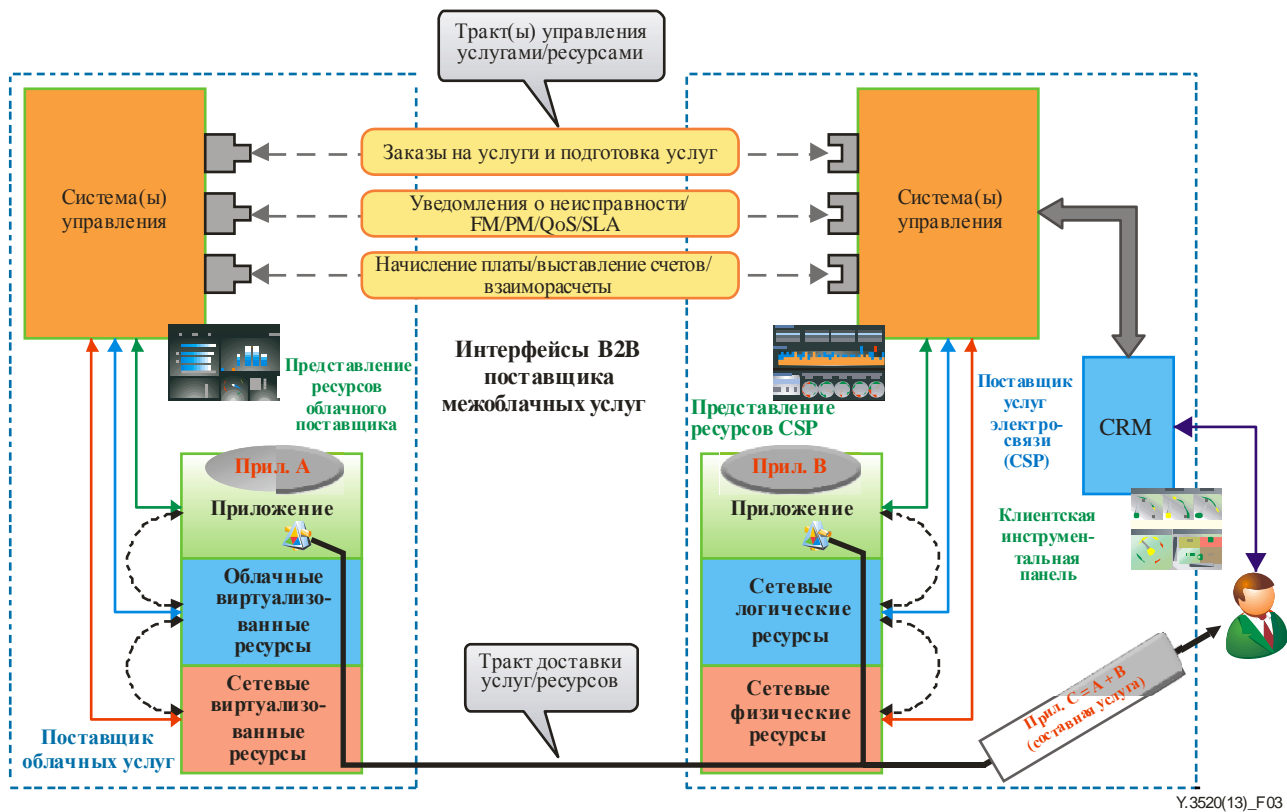 Тракт(ы) управления
услугами/ресурсами
Заказы на услуги и подготовка услуг
Система(ы)
управления
Уведомления о неисправности/
FM/PM/QoS/SLA
Система(ы)
управления
Начисление платы/выставление счетов/
взаиморасчеты
Представление
ресурсов
облачного
поставщика
Интерфейсы B2B
поставщика
межоблачных услуг
Представление
ресурсов CSP
Поставщик
услуг
электро-
связи
(CSP)
CRM
Прил. А
Приложение
Прил. В
Приложение
Клиентская
инструмен-
тальная
панель
Облачные
виртуализо-
ванные
ресурсы
Сетевые
логические
ресурсы
Тракт доставки
услуг/ресурсов
Сетевые
виртуализо-
ванные
ресурсы
Сетевые
физические
ресурсы
Прил. С = А + В
(составная услуга)
Поставщик
облачных услуг
Y.3520(13)_F03